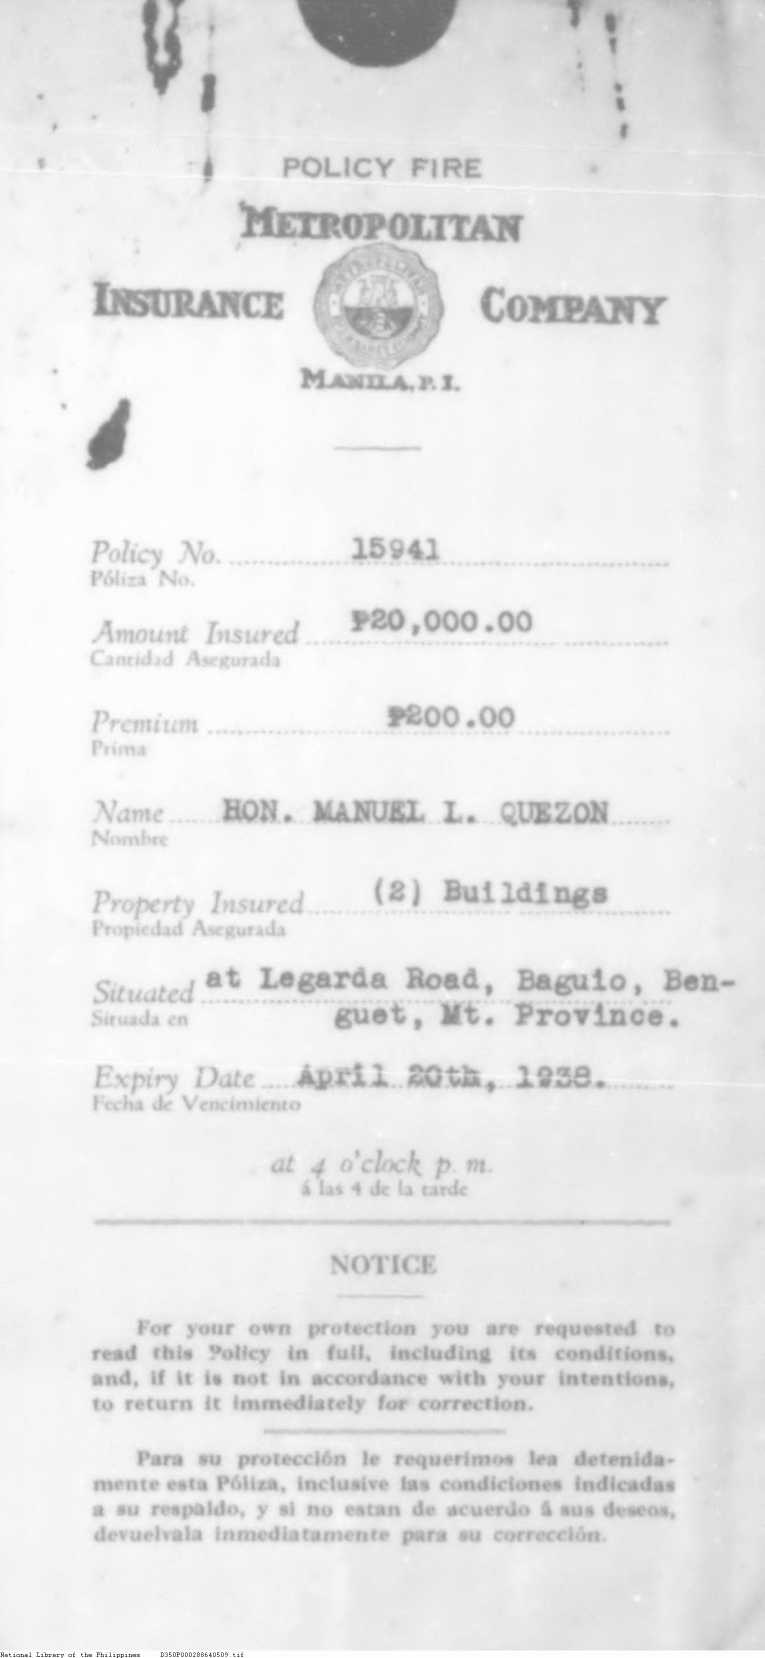 POLICY FIRE
METROPOLITAN
INSURANCE COMPANY
MANILA, P. I.
Policy No. 15941
Póliza No.
Amount Insured ₱20,000.00
Cantidad Asegurada
Premium ₱200.00
Prima
Name HON. MANUEL L. QUEZON
Nombre
Property Insured (2) Buildings
Propiedad Asegurada
Situated at Legarda Road, Baguio, Ben-
Situada en guet, Mt. Province.
Expiry Date April 20th, 1938.
Fecha de Vencimiento
at 4 o'clock p. m.
á las 4 de la tarde
NOTICE
For your own protection you are requested to
read this Policy in full, including its conditions,
and, if it is not in accordance with your intentions,
to return it immediately for correction.
Para su protección le requerimos lea detenida-
mente esta Póliza, inclusive las condiciones indicadas
a su respaldo, y si no estan de acuerdo á sus deseos,
devuelvala inmediatamente para su corrección.
National Library of the Philippines D350P000288640509.tif